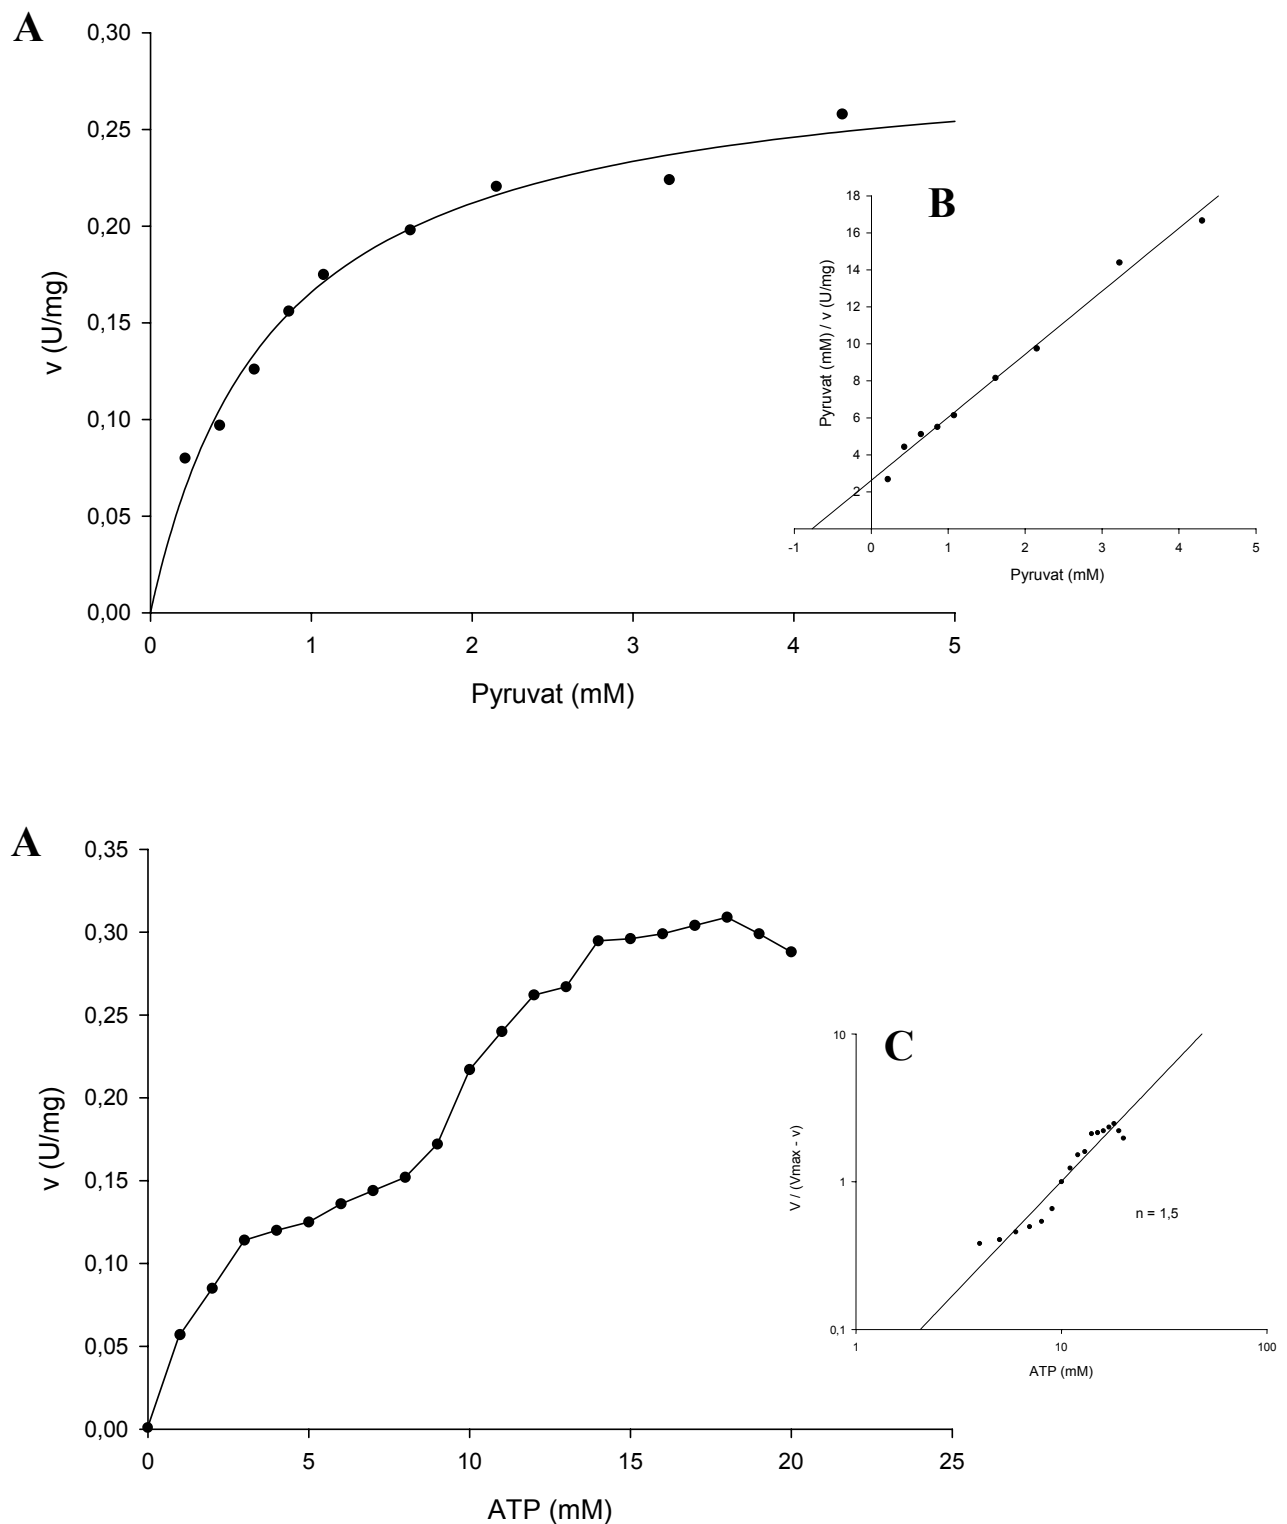 A
0,30
0,25
0,20
0,15
0,10
0,05
0,00
v (U/mg)
0 1 2 3 4 5
Pyruvat (mM)
B
18
16
14
12
10
8
6
4
2
Pyruvat (mM) / v (U/mg)
-1 0 1 2 3 4 5
Pyruvat (mM)
A
0,35
0,30
0,25
0,20
0,15
0,10
0,05
0,00
v (U/mg)
0 5 10 15 20 25
ATP (mM)
C
10
1
0,1
V / (Vmax - v)
n = 1,5
1 10 100
ATP (mM)